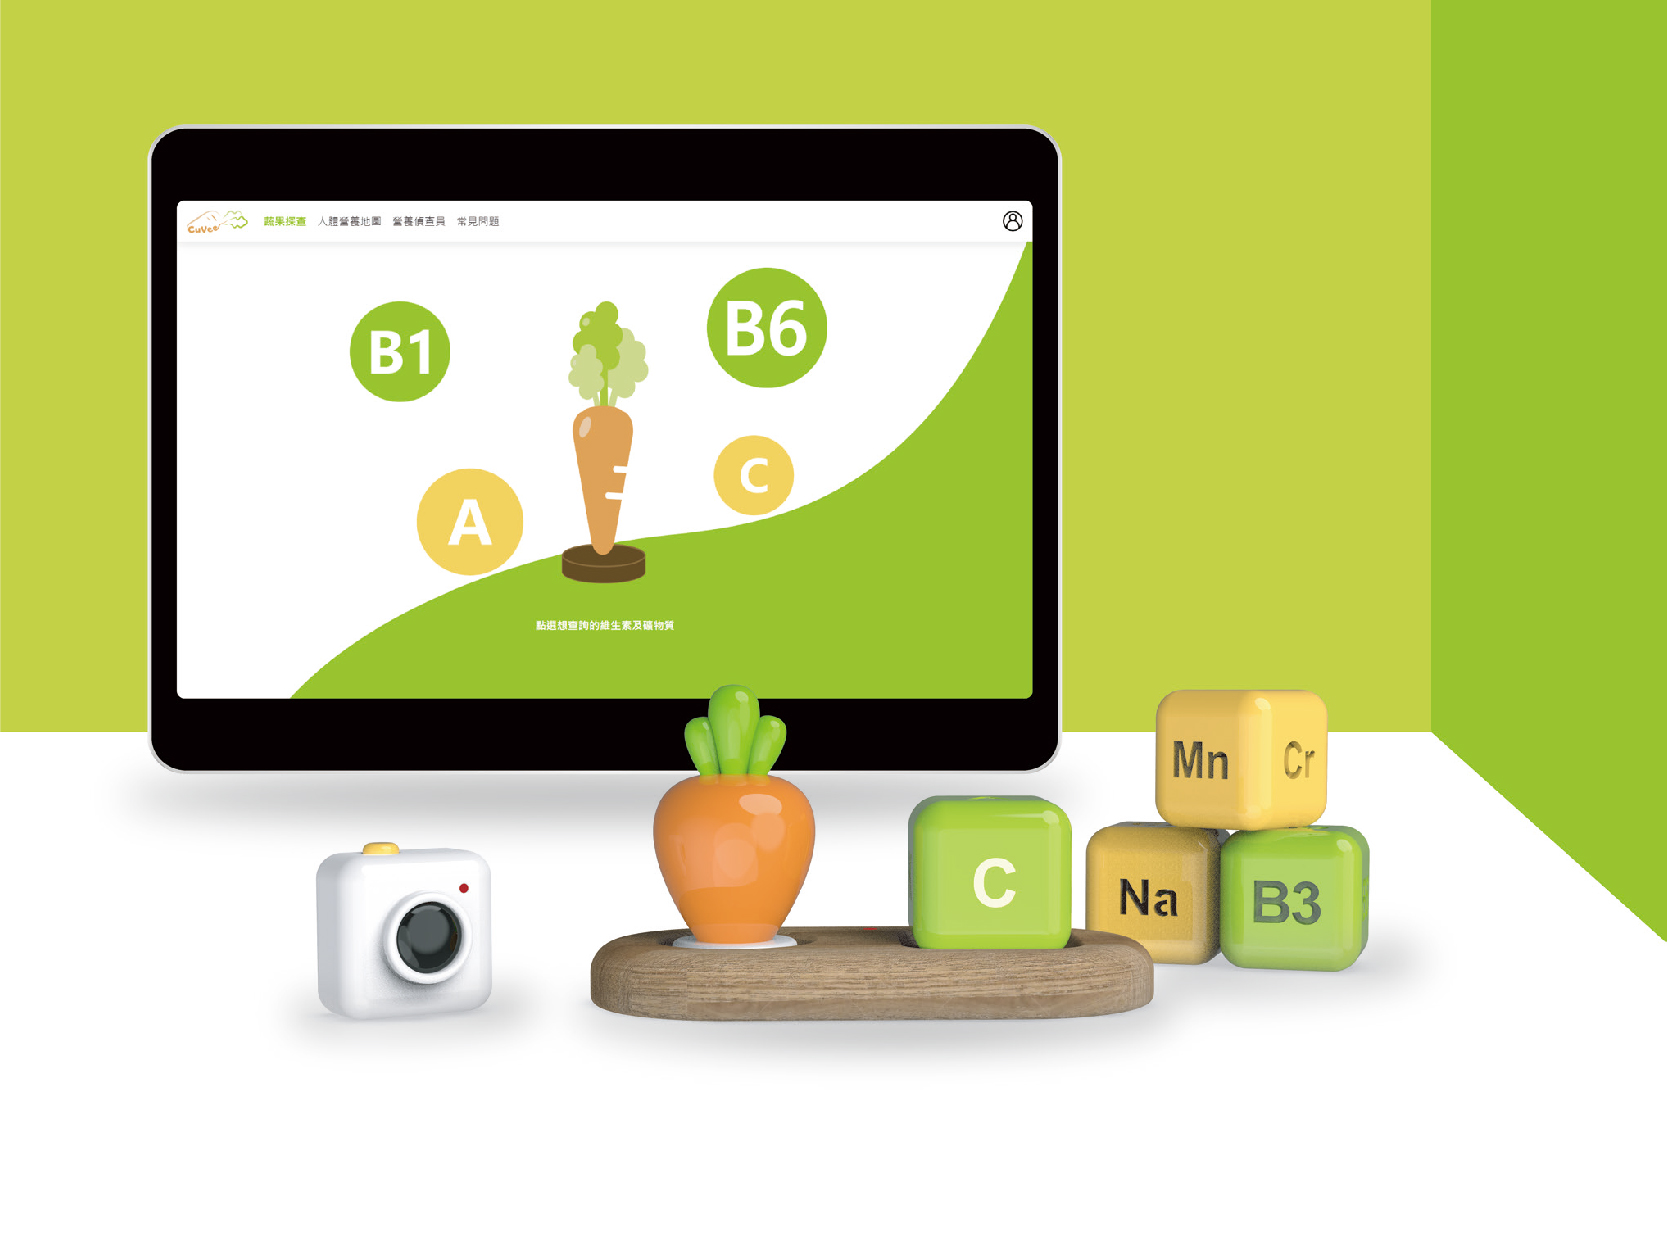 CuVee
蔬果探查 人體營養地圖 營養偵查員 常見問題
B1
B6
A
C
點選想查詢的維生素及礦物質
Mn Cr
C
Na
B3